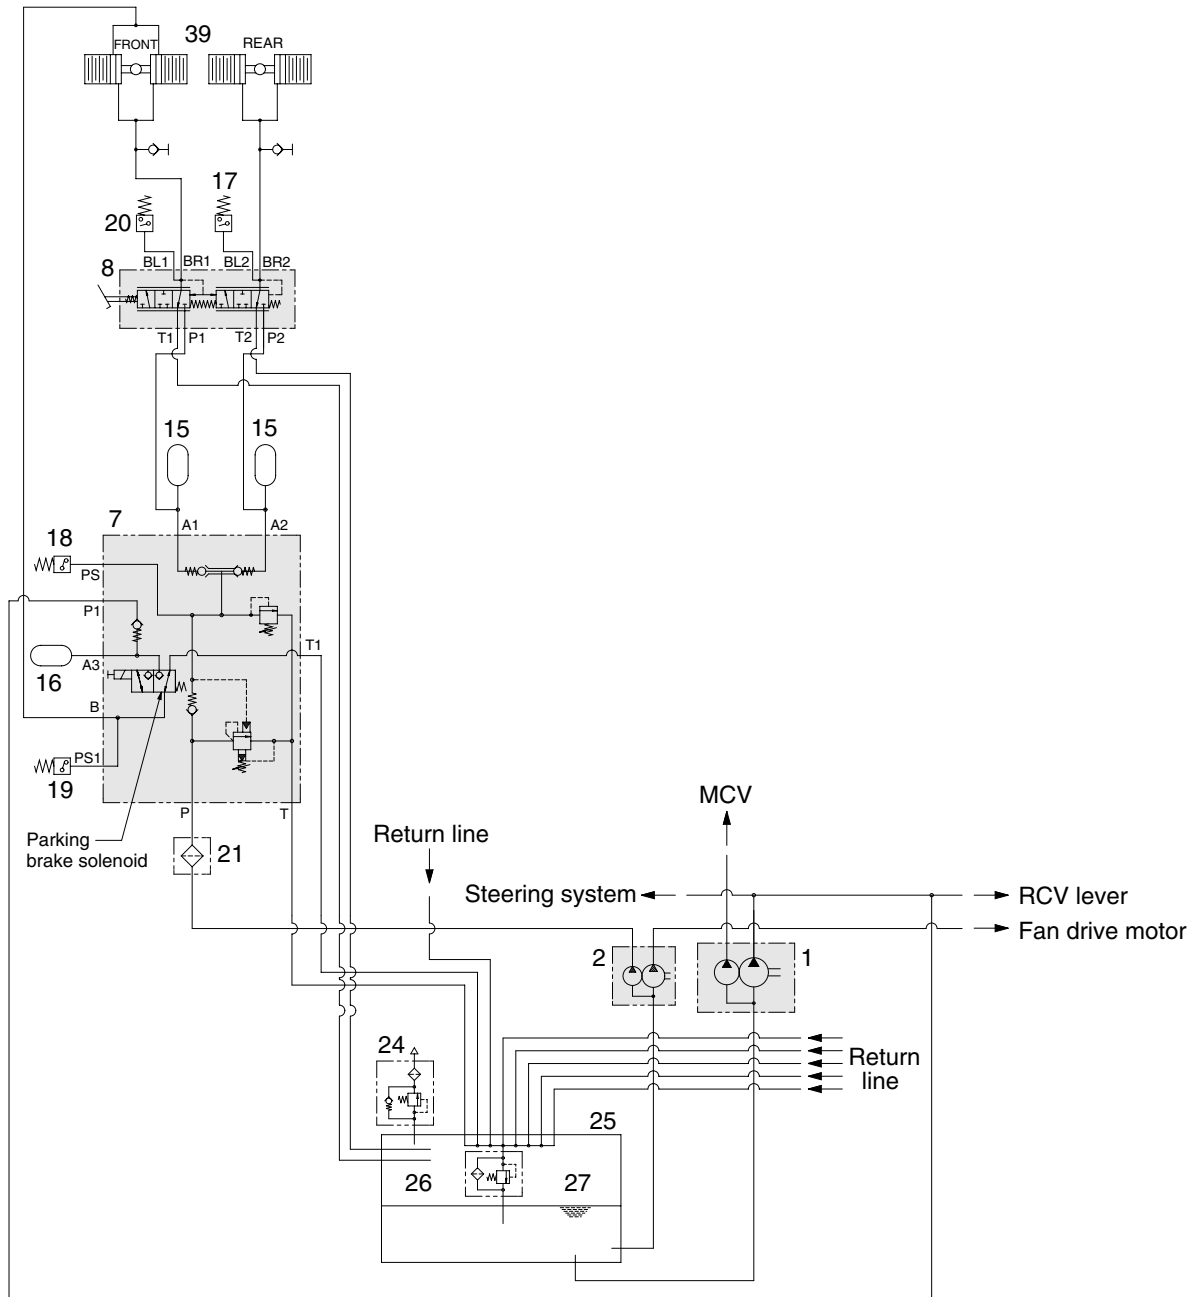 39
FRONT
REAR
17
20
8
BL1
BR1
BL2
BR2
T1
P1
T2
P2
15
15
7
A1
A2
18
PS
P1
T1
A3
16
B
PS1
19
P
T
MCV
Parking
brake solenoid
21
Return line
Steering system
RCV lever
Fan drive motor
2
1
24
Return
line
25
26
27